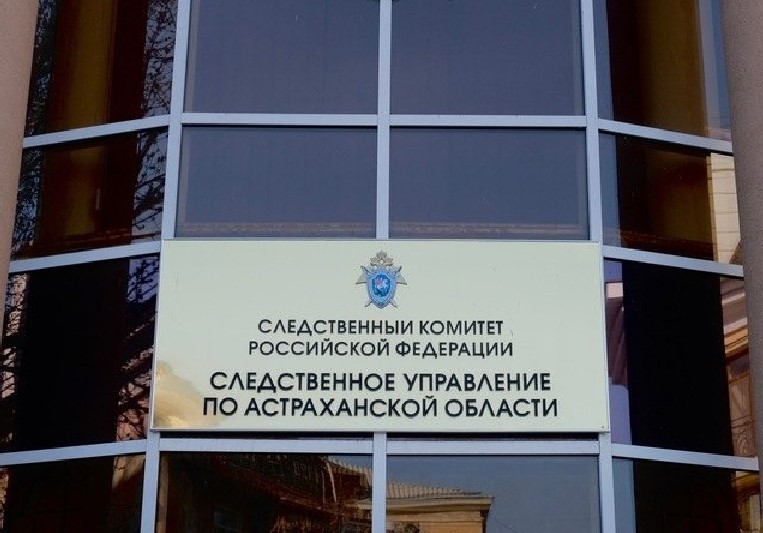 СЛЕДСТВЕННЫЙ КОМИТЕТ
РОССИЙСКОЙ ФЕДЕРАЦИИ
СЛЕДСТВЕННОЕ УПРАВЛЕНИЕ
ПО АСТРАХАНСКОЙ ОБЛАСТИ